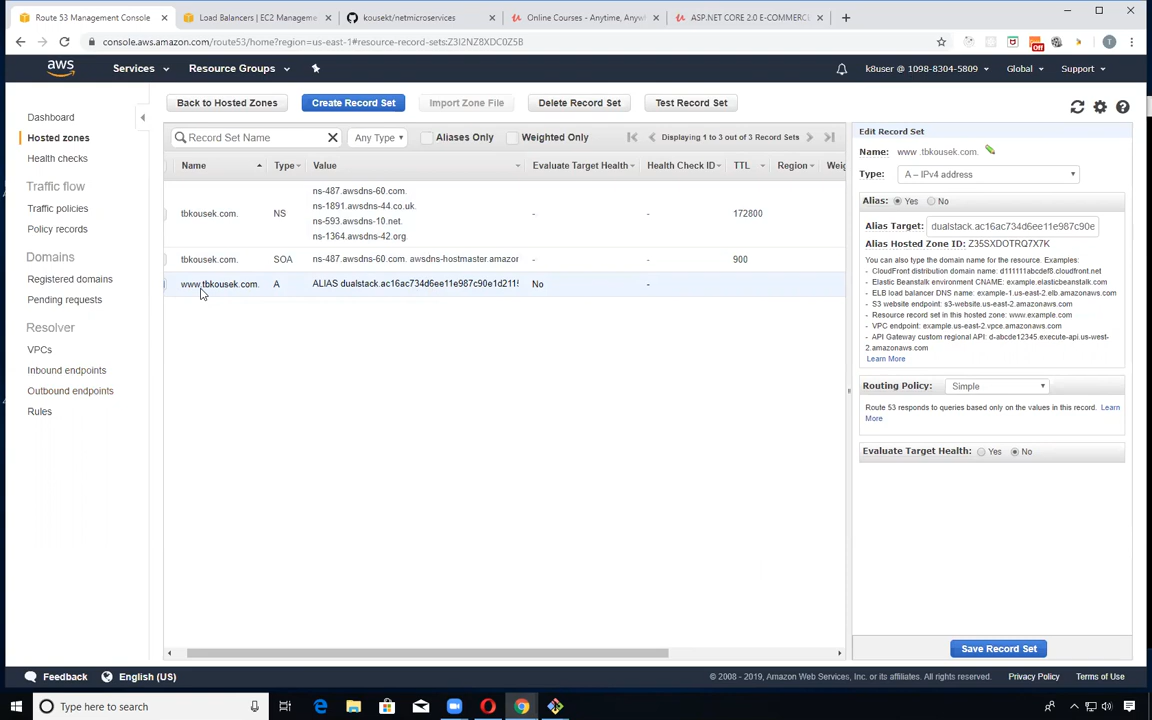 Route 53 Management Console
Load Balancers | EC2 Manageme
kousekt/netmicroservices
Online Courses - Anytime, Anyw
ASP.NET CORE 2.0 E-COMMERC
console.aws.amazon.com/route53/home?region=us-east-1#resource-record-sets:Z3I2NZ8XDC0Z5B
Off
T
aws
Services
Resource Groups
k8user @ 1098-8304-5809
Global
Support
Dashboard
Hosted zones
Health checks
Traffic flow
Traffic policies
Policy records
Domains
Registered domains
Pending requests
Resolver
VPCs
Inbound endpoints
Outbound endpoints
Rules
Back to Hosted Zones
Create Record Set
Import Zone File
Delete Record Set
Test Record Set
Record Set Name
Any Type
Aliases Only
Weighted Only
Displaying 1 to 3 out of 3 Record Sets
Name Type Value Evaluate Target Health Health Check ID TTL Region Weig
ns-487.awsdns-60.com.
ns-1891.awsdns-44.co.uk.
tbkousek.com. NS - - 172800
ns-593.awsdns-10.net.
ns-1364.awsdns-42.org.
tbkousek.com. SOA ns-487.awsdns-60.com. awsdns-hostmaster.amazor - - 900
www.tbkousek.com. A ALIAS dualstack.ac16ac734d6ee11e987c90e1d211! No -
Edit Record Set
Name: www .tbkousek.com.
Type: A – IPv4 address
Alias: Yes No
Alias Target: dualstack.ac16ac734d6ee11e987c90e
Alias Hosted Zone ID: Z35SXDOTRQ7X7K
You can also type the domain name for the resource. Examples:
- CloudFront distribution domain name: d111111abcdef8.cloudfront.net
- Elastic Beanstalk environment CNAME: example.elasticbeanstalk.com
- ELB load balancer DNS name: example-1.us-east-2.elb.amazonaws.com
- S3 website endpoint: s3-website.us-east-2.amazonaws.com
- Resource record set in this hosted zone: www.example.com
- VPC endpoint: example.us-east-2.vpce.amazonaws.com
- API Gateway custom regional API: d-abcde12345.execute-api.us-west-
2.amazonaws.com
Learn More
Routing Policy: Simple
Route 53 responds to queries based only on the values in this record. Learn
More
Evaluate Target Health: Yes No
Save Record Set
Feedback
English (US)
© 2008 - 2019, Amazon Web Services, Inc. or its affiliates. All rights reserved.
Privacy Policy
Terms of Use
Type here to search